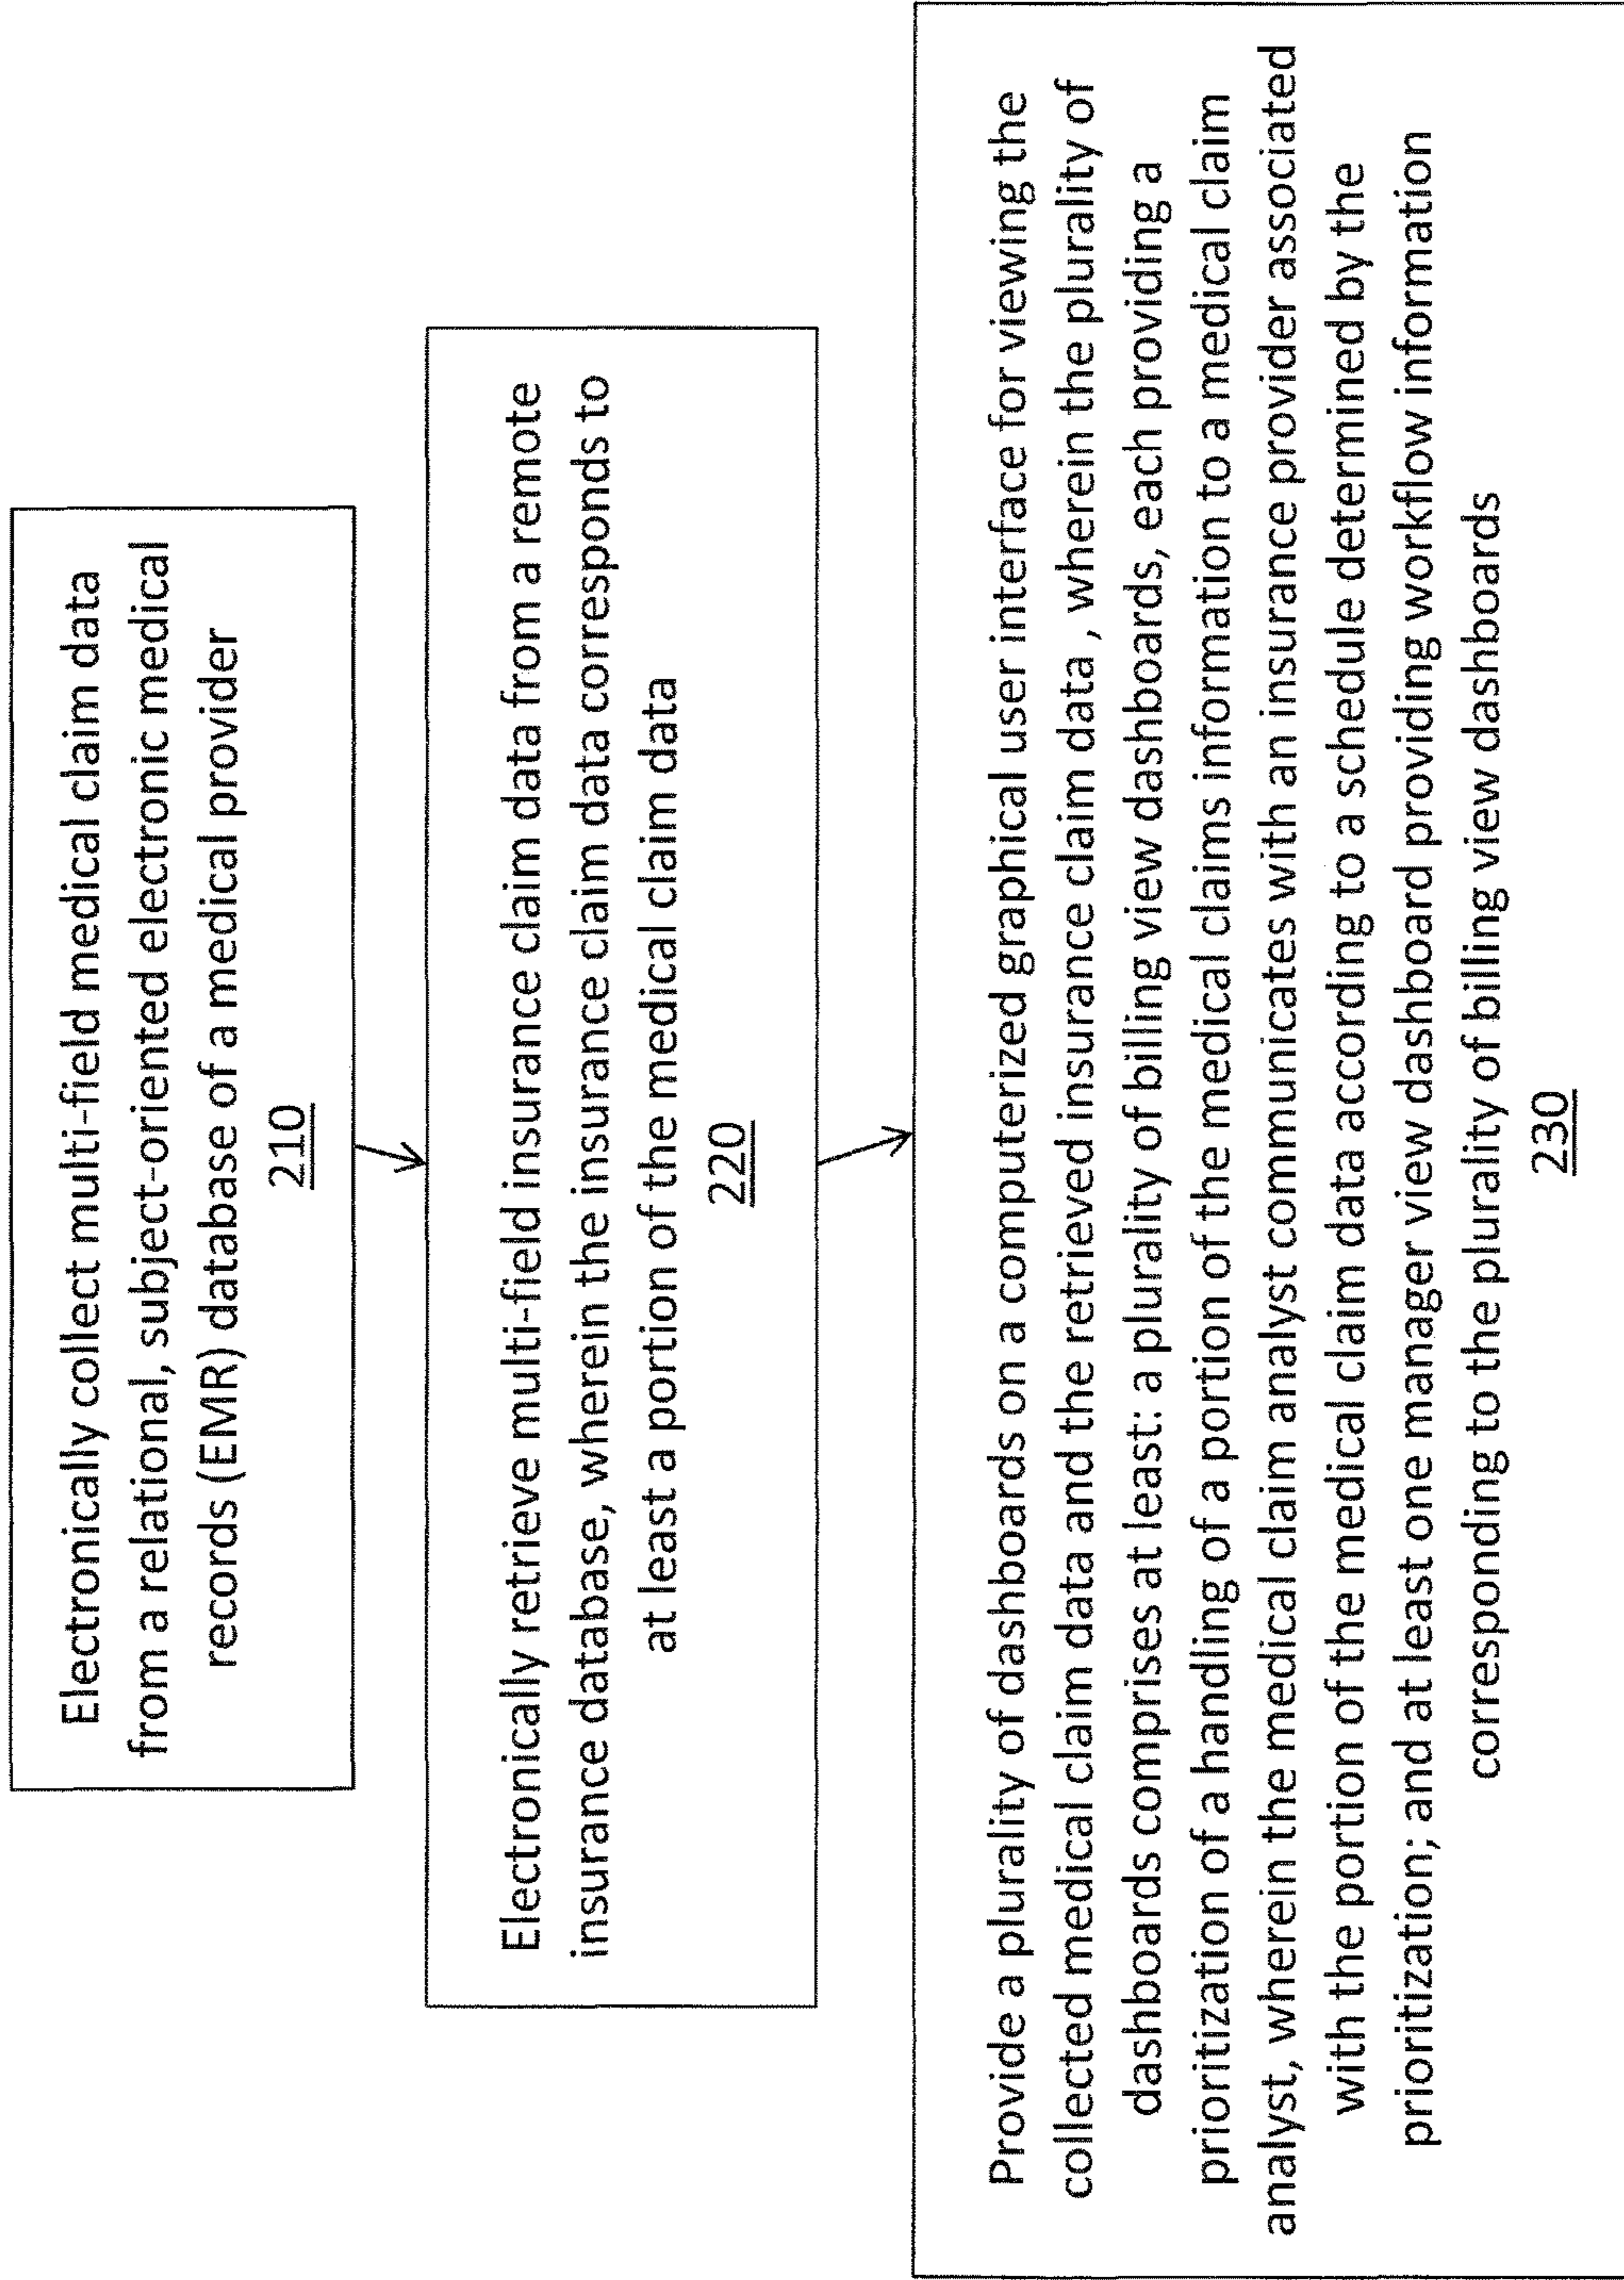 Electronically collect multi-field medical claim data
from a relational, subject-oriented electronic medical
records (EMR) database of a medical provider
210
Electronically retrieve multi-field insurance claim data from a remote
insurance database, wherein the insurance claim data corresponds to
at least a portion of the medical claim data
220
Provide a plurality of dashboards on a computerized graphical user interface for viewing the
collected medical claim data and the retrieved insurance claim data , wherein the plurality of
dashboards comprises at least: a plurality of billing view dashboards, each providing a
prioritization of a handling of a portion of the medical claims information to a medical claim
analyst, wherein the medical claim analyst communicates with an insurance provider associated
with the portion of the medical claim data according to a schedule determined by the
prioritization; and at least one manager view dashboard providing workflow information
corresponding to the plurality of billing view dashboards
230